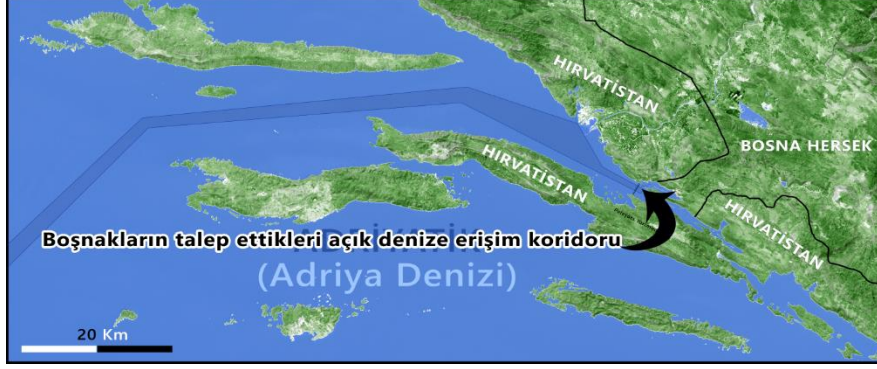 HIRVATİSTAN
BOSNA HERSEK
HIRVATİSTAN
HIRVATİSTAN
Boşnakların talep ettikleri açık denize erişim koridoru
(Adriya Denizi)
20 Km